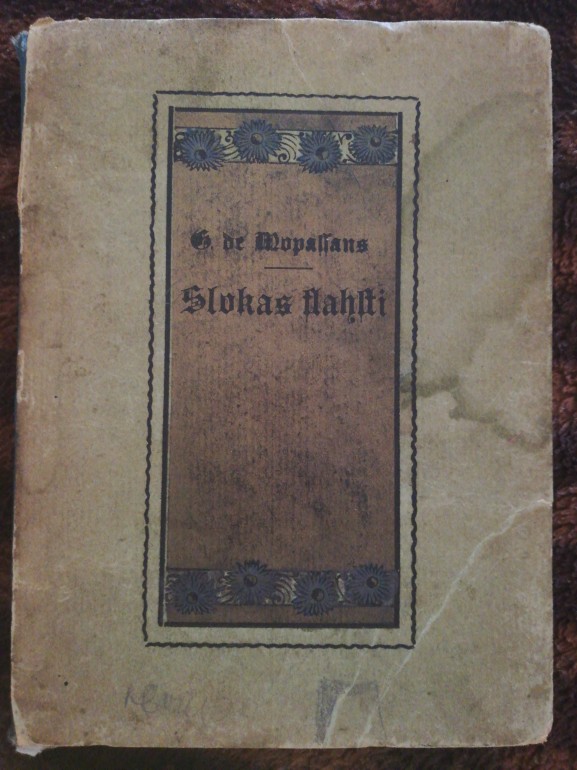 G. de Mopaſſans
Slokas ſtahſti